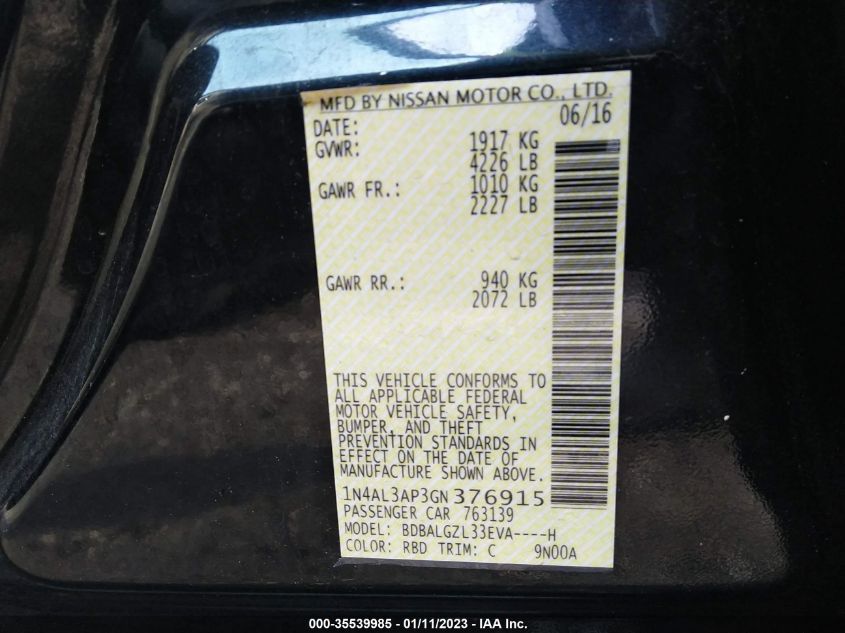 MFD BY NISSAN MOTOR CO., LTD.
DATE: 06/16
GVWR: 1917 KG
4226 LB
GAWR FR.: 1010 KG
2227 LB
GAWR RR.: 940 KG
2072 LB
THIS VEHICLE CONFORMS TO
ALL APPLICABLE FEDERAL
MOTOR VEHICLE SAFETY,
BUMPER, AND THEFT
PREVENTION STANDARDS IN
EFFECT ON THE DATE OF
MANUFACTURE SHOWN ABOVE.
1N4AL3AP3GN376915
PASSENGER CAR 763139
MODEL: BDBALGZL33EVA----H
COLOR: RBD TRIM: C 9N00A
000-35539985 - 01/11/2023 - IAA Inc.